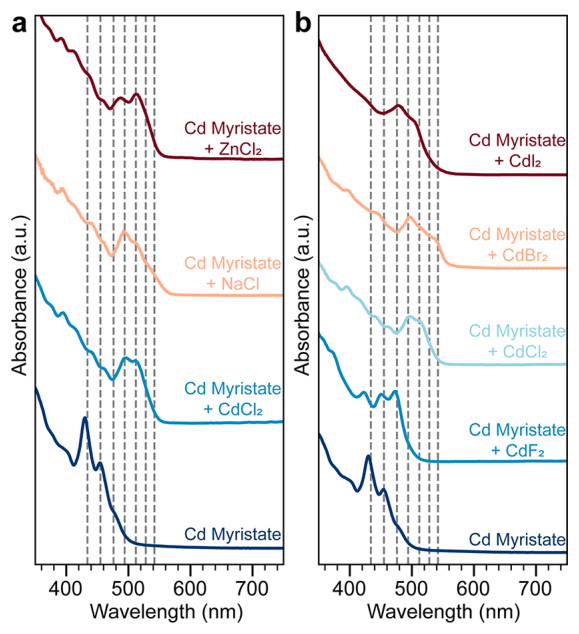 a
Absorbance (a.u.)
Cd Myristate
+ ZnCl₂
Cd Myristate
+ NaCl
Cd Myristate
+ CdCl₂
Cd Myristate
400 500 600 700
Wavelength (nm)
b
Absorbance (a.u.)
Cd Myristate
+ CdI₂
Cd Myristate
+ CdBr₂
Cd Myristate
+ CdCl₂
Cd Myristate
+ CdF₂
Cd Myristate
400 500 600 700
Wavelength (nm)